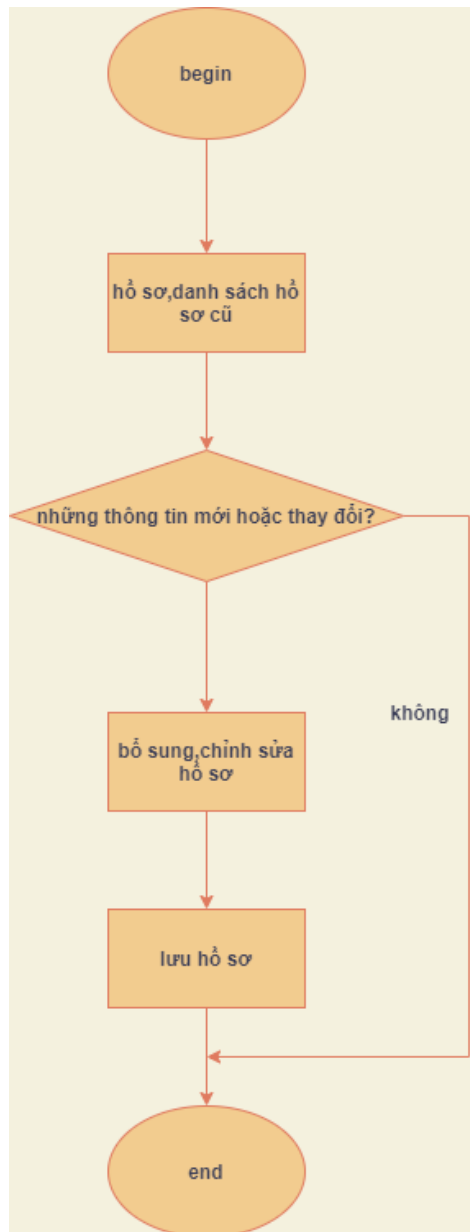 begin
hồ sơ,danh sách hồ
sơ cũ
những thông tin mới hoặc thay đổi?
không
bổ sung,chỉnh sửa
hồ sơ
lưu hồ sơ
end